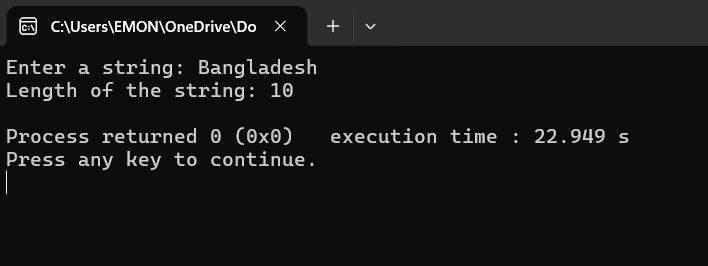 C:\Users\EMON\OneDrive\Do
Enter a string: Bangladesh
Length of the string: 10
Process returned 0 (0x0)   execution time : 22.949 s
Press any key to continue.